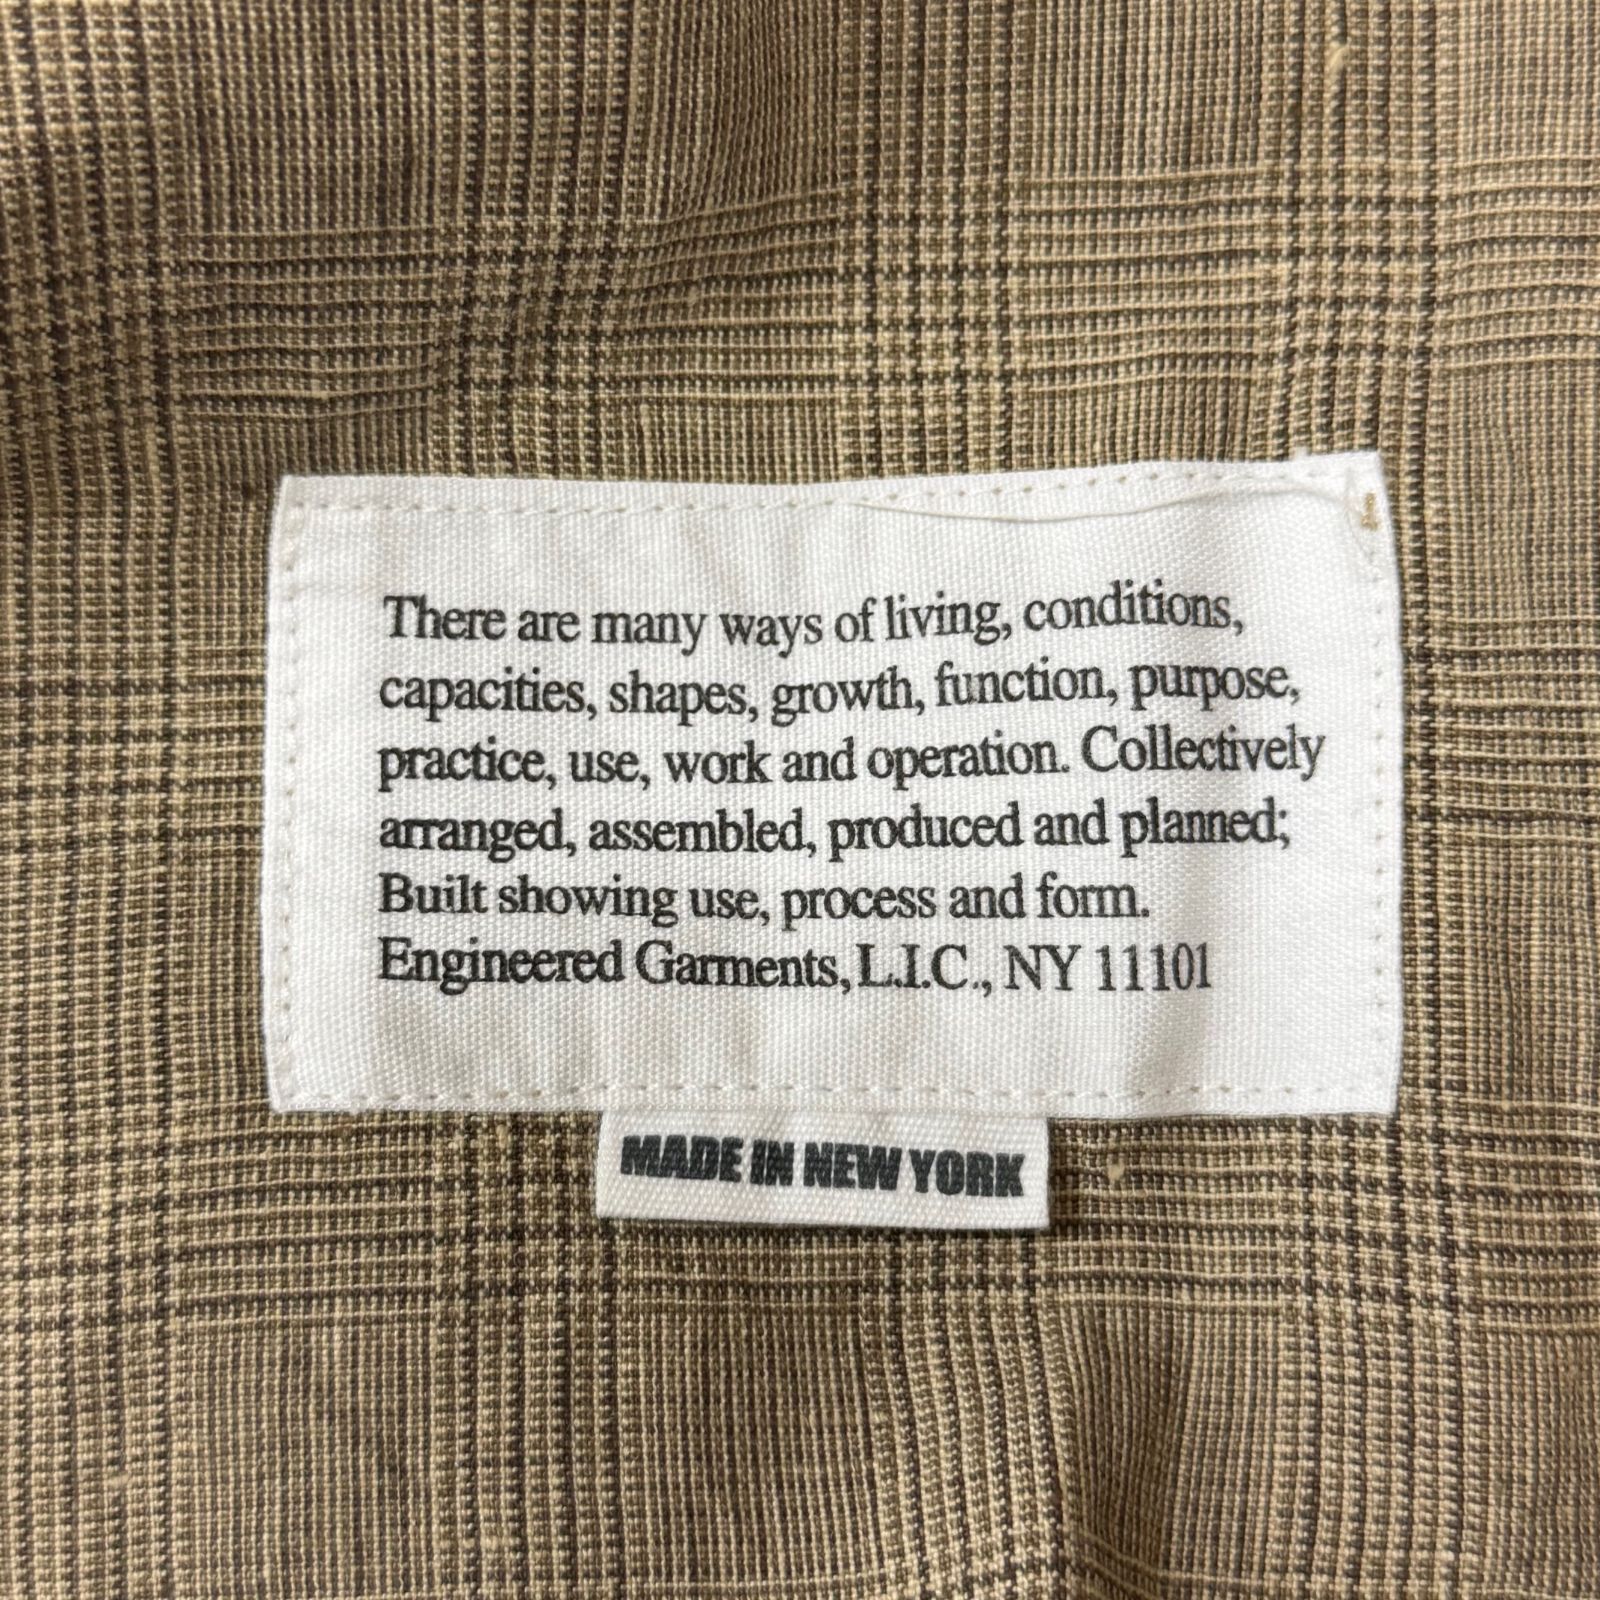 There are many ways of living, conditions,
capacities, shapes, growth, function, purpose,
practice, use, work and operation. Collectively
arranged, assembled, produced and planned;
Built showing use, process and form.
Engineered Garments, L.I.C., NY 11101
MADE IN NEW YORK